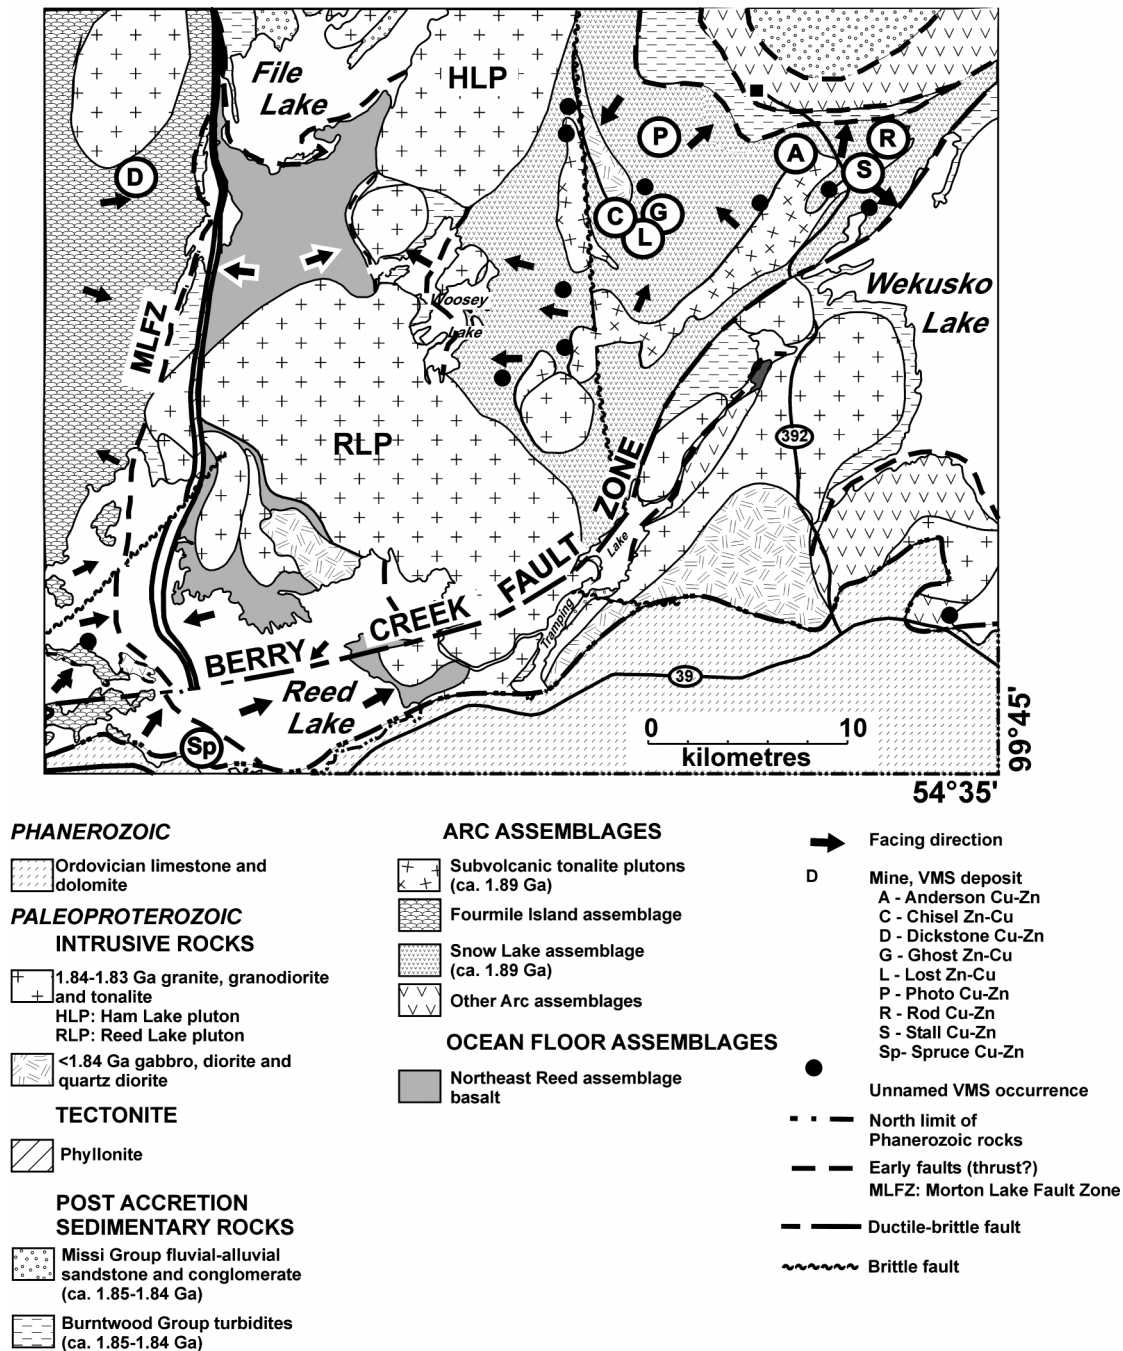 File
Lake
HLP
P
R
A
S
D
C
G
L
Woosey
Lake
Wekusko
Lake
MLFZ
RLP
392
ZONE
FAULT
Lake
CREEK
Tramping
BERRY
39
Reed
Lake
Sp
0 10
kilometres
99°45'
54°35'
PHANEROZOIC
Ordovician limestone and
dolomite
PALEOPROTEROZOIC
INTRUSIVE ROCKS
1.84-1.83 Ga granite, granodiorite
and tonalite
HLP: Ham Lake pluton
RLP: Reed Lake pluton
<1.84 Ga gabbro, diorite and
quartz diorite
TECTONITE
Phyllonite
POST ACCRETION
SEDIMENTARY ROCKS
Missi Group fluvial-alluvial
sandstone and conglomerate
(ca. 1.85-1.84 Ga)
Burntwood Group turbidites
(ca. 1.85-1.84 Ga)
ARC ASSEMBLAGES
Subvolcanic tonalite plutons
(ca. 1.89 Ga)
Fourmile Island assemblage
Snow Lake assemblage
(ca. 1.89 Ga)
Other Arc assemblages
OCEAN FLOOR ASSEMBLAGES
Northeast Reed assemblage
basalt
Facing direction
D Mine, VMS deposit
A - Anderson Cu-Zn
C - Chisel Zn-Cu
D - Dickstone Cu-Zn
G - Ghost Zn-Cu
L - Lost Zn-Cu
P - Photo Cu-Zn
R - Rod Cu-Zn
S - Stall Cu-Zn
Sp- Spruce Cu-Zn
Unnamed VMS occurrence
North limit of
Phanerozoic rocks
Early faults (thrust?)
MLFZ: Morton Lake Fault Zone
Ductile-brittle fault
Brittle fault